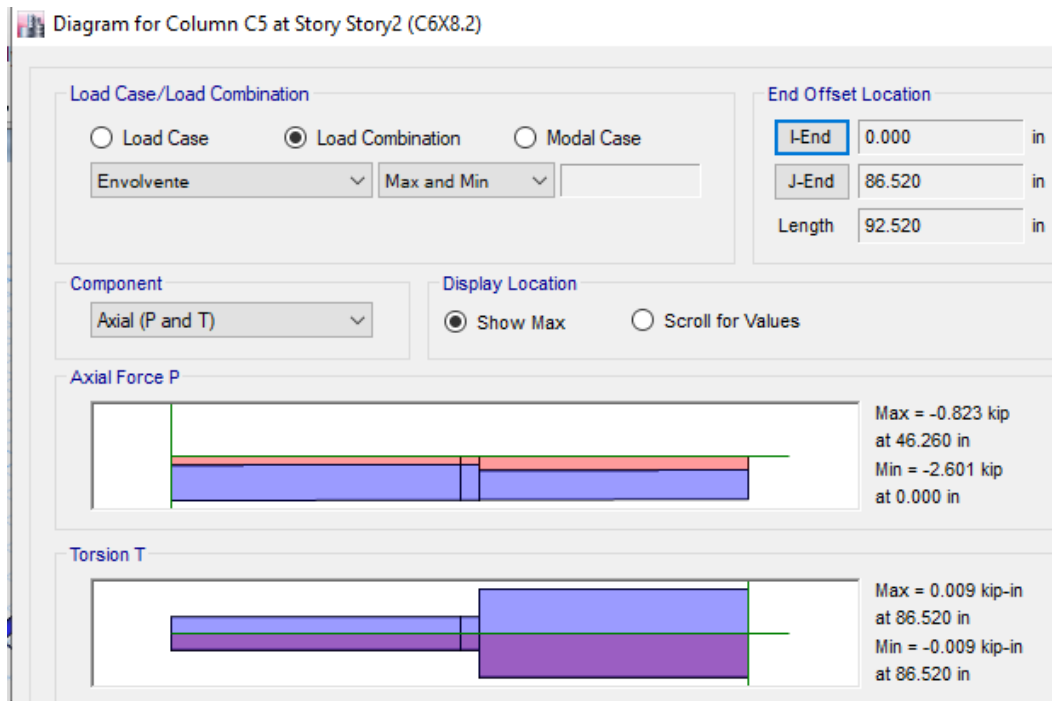 Diagram for Column C5 at Story Story2 (C6X8.2)
Load Case/Load Combination
Load Case
Load Combination
Modal Case
Envolvente
Max and Min
End Offset Location
I-End
0.000
in
J-End
86.520
in
Length
92.520
in
Component
Axial (P and T)
Display Location
Show Max
Scroll for Values
Axial Force P
Max = -0.823 kip
at 46.260 in
Min = -2.601 kip
at 0.000 in
Torsion T
Max = 0.009 kip-in
at 86.520 in
Min = -0.009 kip-in
at 86.520 in